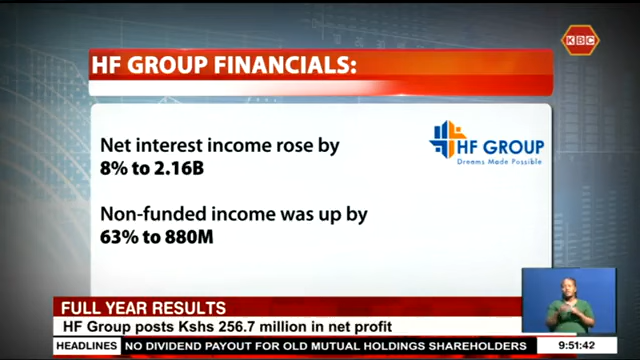 HF GROUP FINANCIALS:
KBC
Net interest income rose by
8% to 2.16B
HF GROUP
Dreams Made Possible
Non-funded income was up by
63% to 880M
FULL YEAR RESULTS
HF Group posts Kshs 256.7 million in net profit
HEADLINES NO DIVIDEND PAYOUT FOR OLD MUTUAL HOLDINGS SHAREHOLDERS 9:51:42